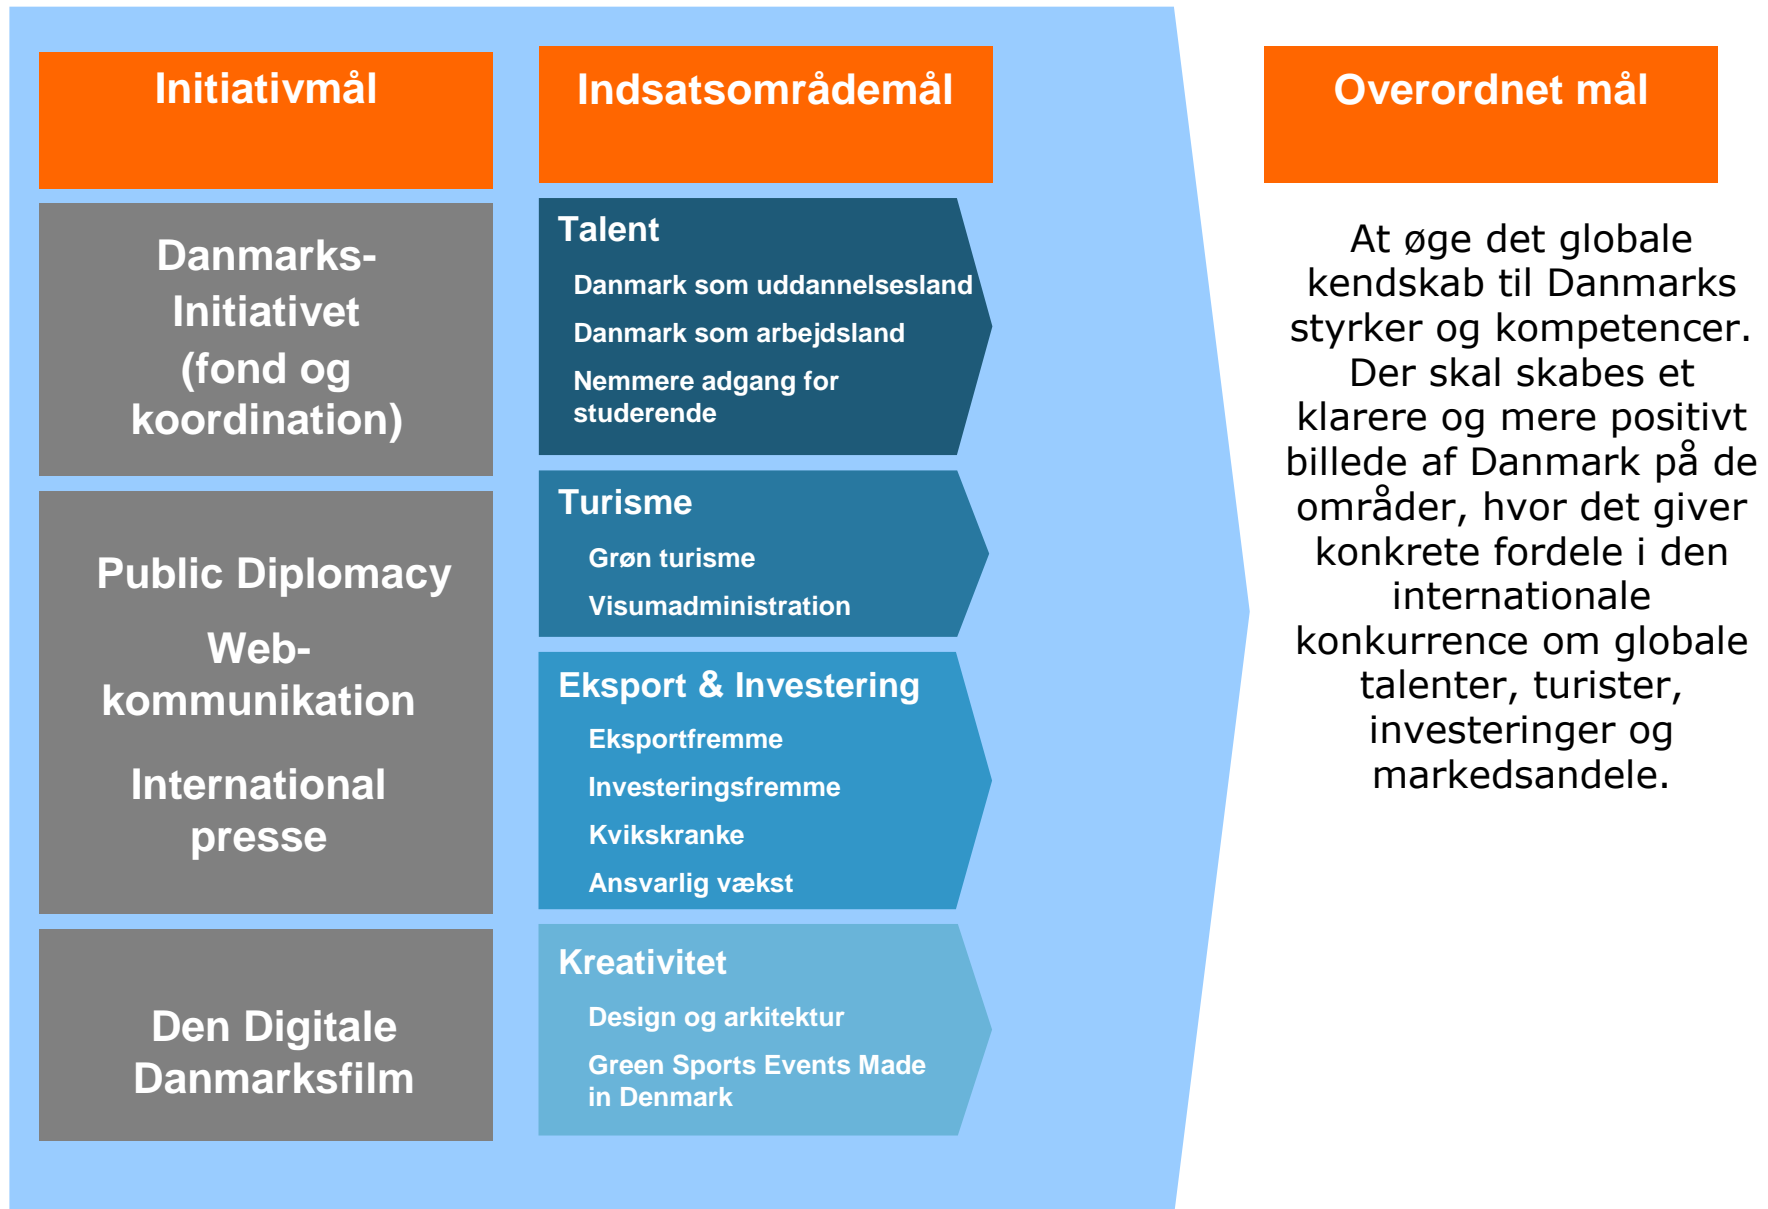 Initiativmål
Danmarks-
Initiativet
(fond og
koordination)
Public Diplomacy
Web-
kommunikation
International
presse
Den Digitale
Danmarksfilm
Indsatsområdemål
Talent
Danmark som uddannelsesland
Danmark som arbejdsland
Nemmere adgang for
studerende
Turisme
Grøn turisme
Visumadministration
Eksport & Investering
Eksportfremme
Investeringsfremme
Kvikskranke
Ansvarlig vækst
Kreativitet
Design og arkitektur
Green Sports Events Made
in Denmark
Overordnet mål
At øge det globale
kendskab til Danmarks
styrker og kompetencer.
Der skal skabes et
klarere og mere positivt
billede af Danmark på de
områder, hvor det giver
konkrete fordele i den
internationale
konkurrence om globale
talenter, turister,
investeringer og
markedsandele.